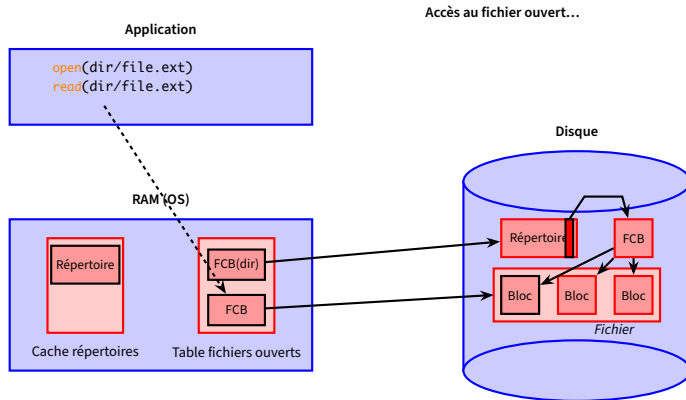 Accès au fichier ouvert…
Application
open(dir/file.ext)
read(dir/file.ext)
Disque
RAM (OS)
Répertoire
FCB(dir)
FCB
Cache répertoires
Table fichiers ouverts
Répertoire
FCB
Bloc
Bloc
Bloc
Fichier